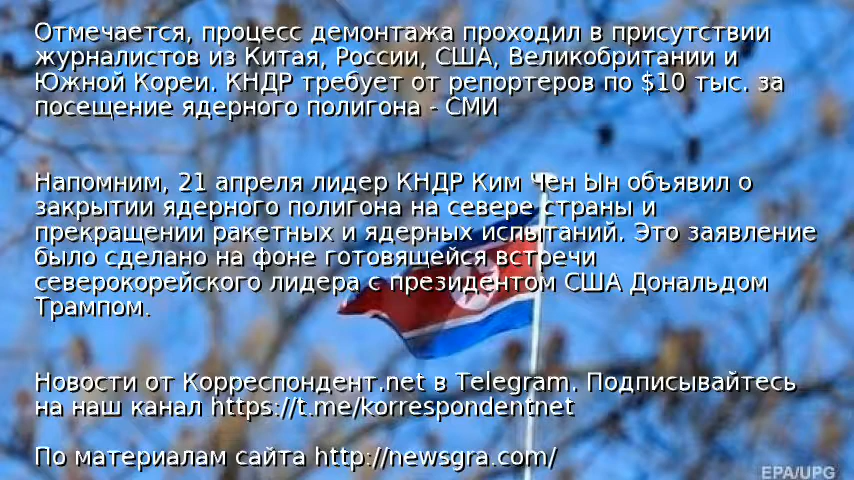 Отмечается, процесс демонтажа проходил в присутствии
журналистов из Китая, России, США, Великобритании и
Южной Кореи. КНДР требует от репортеров по $10 тыс. за
посещение ядерного полигона - СМИ
Напомним, 21 апреля лидер КНДР Ким Чен Ын объявил о
закрытии ядерного полигона на севере страны и
прекращении ракетных и ядерных испытаний. Это заявление
было сделано на фоне готовящейся встречи
северокорейского лидера с президентом США Дональдом
Трампом.
Новости от Корреспондент.net в Telegram. Подписывайтесь
на наш канал https://t.me/korrespondentnet
По материалам сайта http://newsgra.com/
EPA/UPG